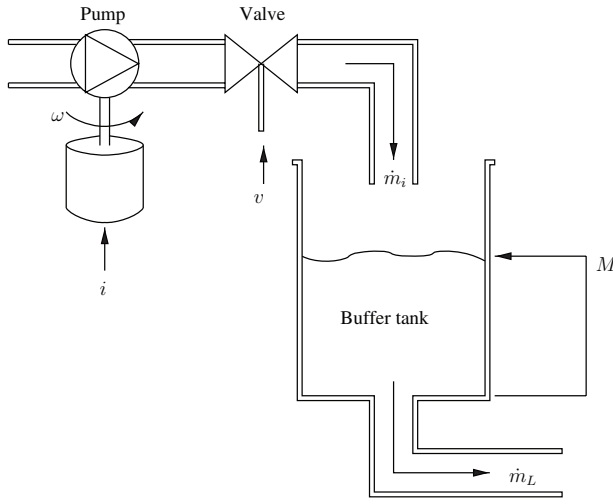 Pump
Valve
ω
ṁ_i
v
M
i
Buffer tank
ṁ_L